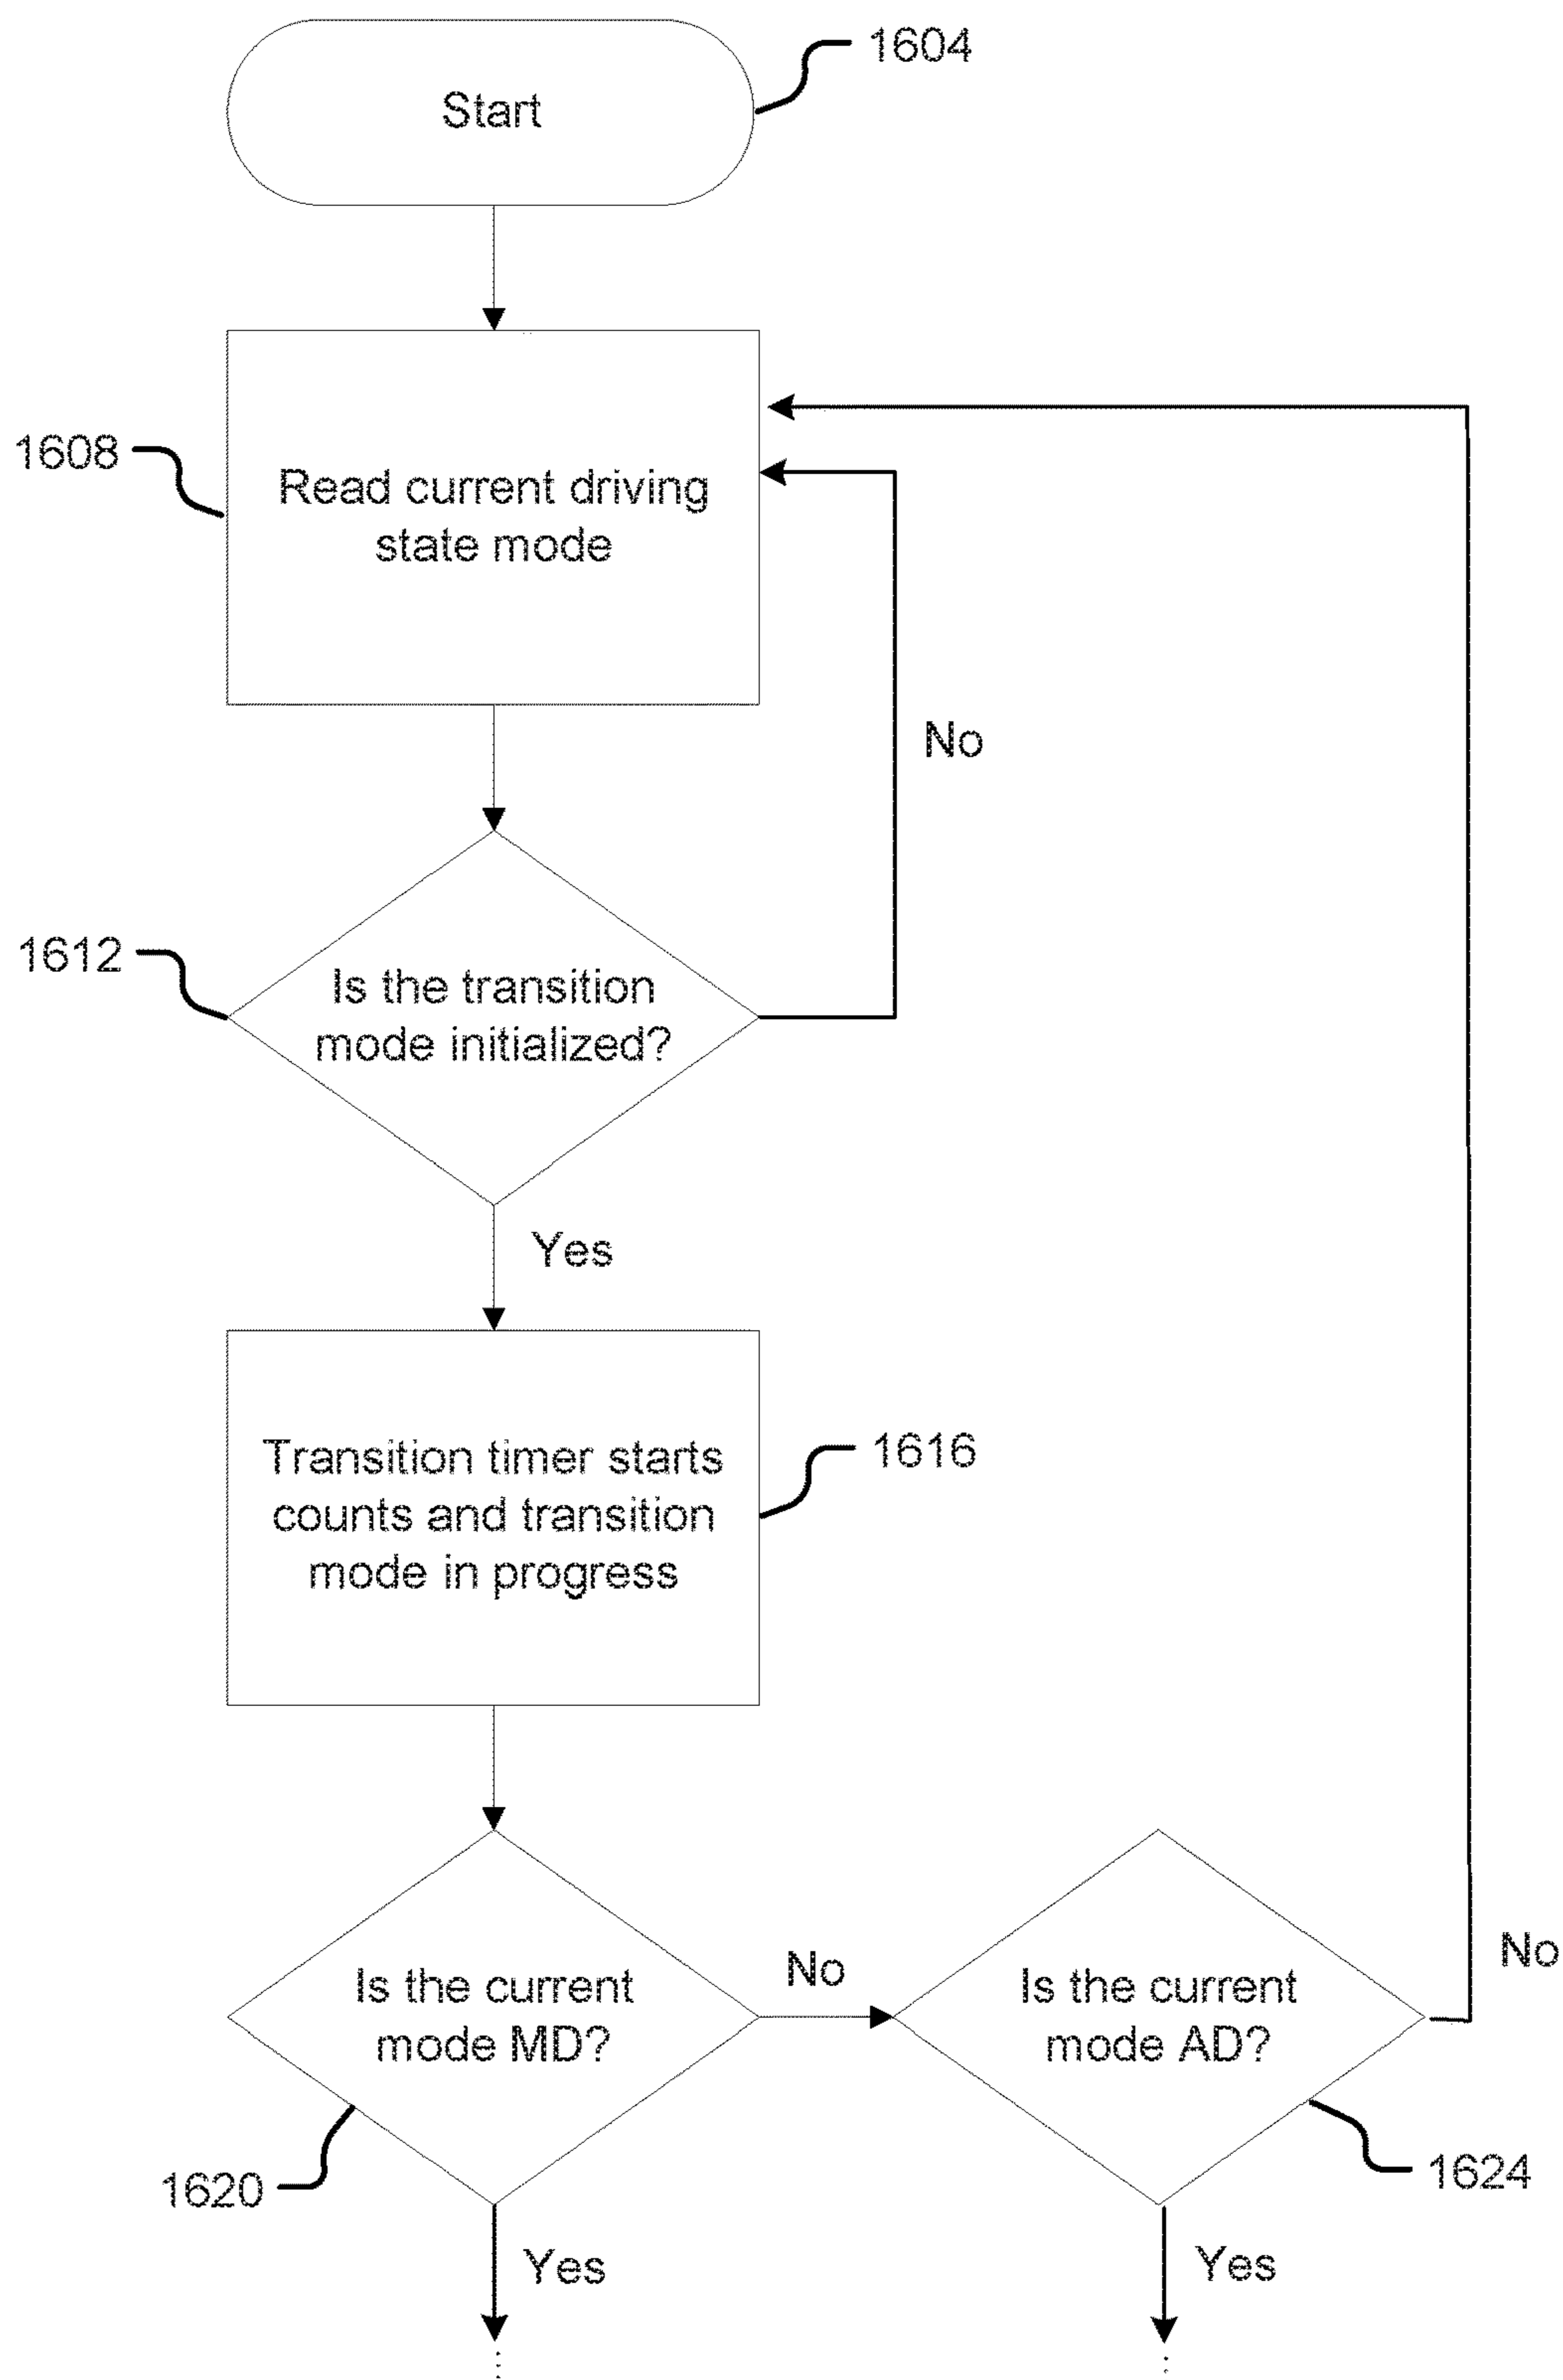 Start
1604
1608
Read current driving
state mode
No
1612
Is the transition
mode initialized?
Yes
Transition timer starts
counts and transition
mode in progress
1616
Is the current
mode MD?
No
Is the current
mode AD?
No
1620
1624
Yes
Yes